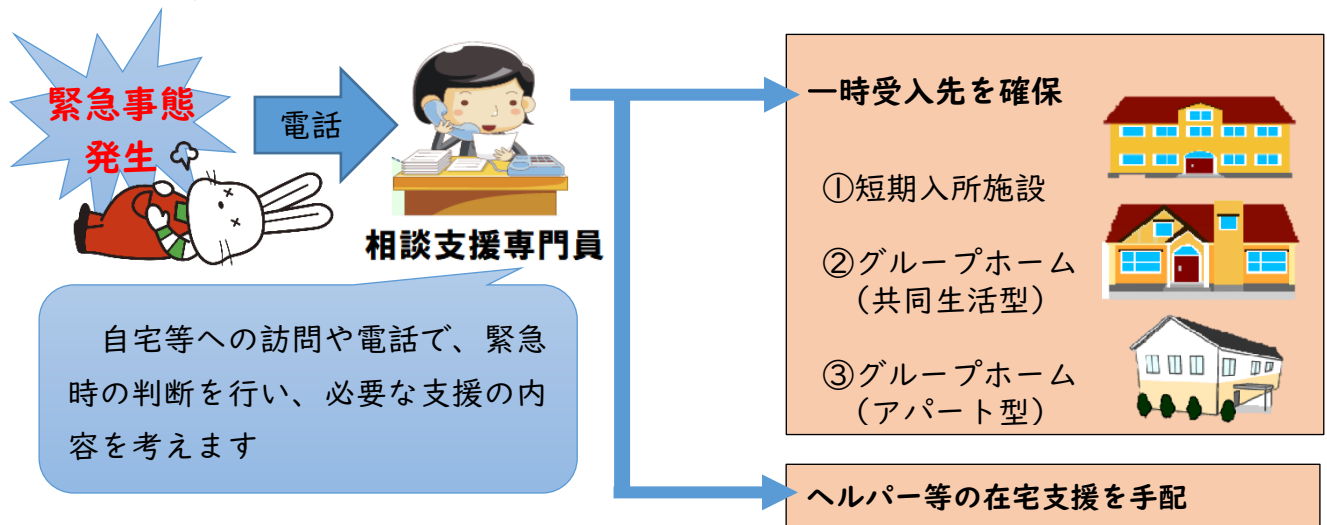 緊急事態
発生
電話
相談支援専門員
自宅等への訪問や電話で、緊急
時の判断を行い、必要な支援の内
容を考えます
一時受入先を確保
①短期入所施設
②グループホーム
（共同生活型）
③グループホーム
（アパート型）
ヘルパー等の在宅支援を手配